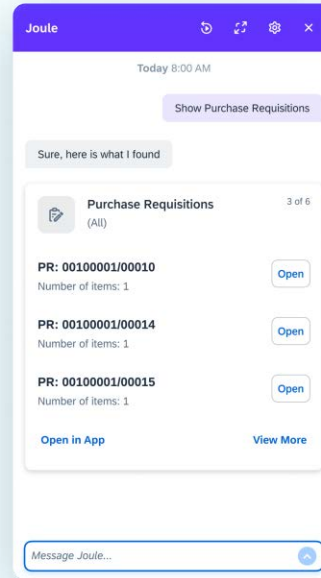 Joule
Today 8:00 AM
Show Purchase Requisitions
Sure, here is what I found
Purchase Requisitions
3 of 6
(All)
PR: 00100001/00010
Open
Number of items: 1
PR: 00100001/00014
Open
Number of items: 1
PR: 00100001/00015
Open
Number of items: 1
Open in App
View More
Message Joule...